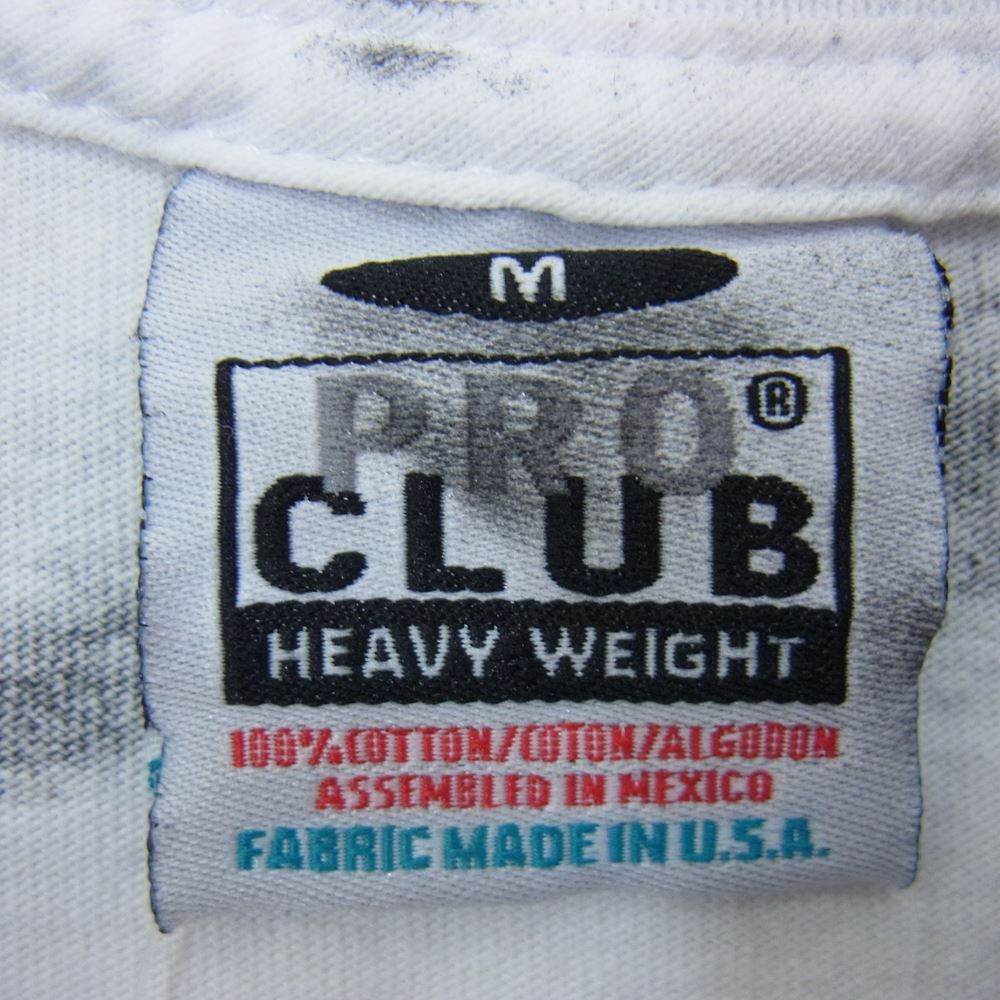 M
PRO ®
CLUB
HEAVY WEIGHT
100%COTTON/COTON/ALGODON
ASSEMBLED IN MEXICO
FABRIC MADE IN U.S.A.